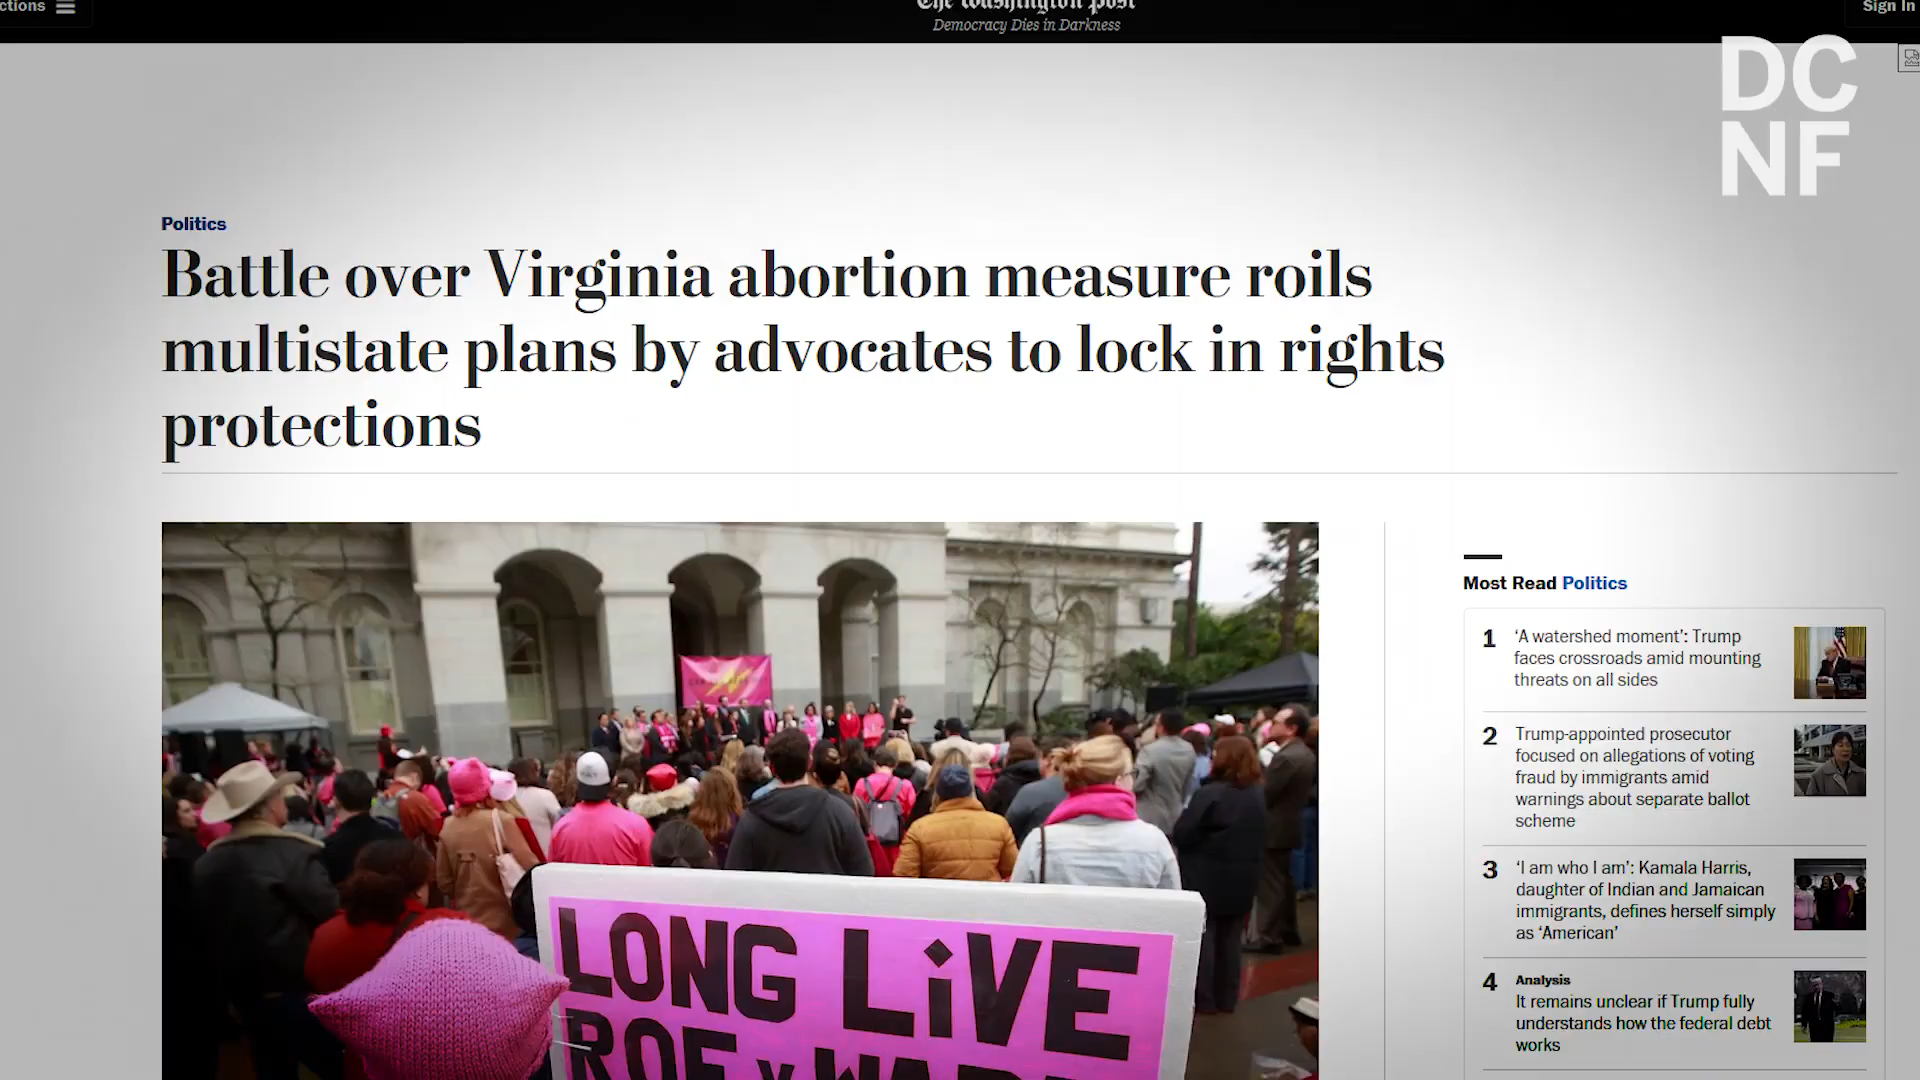 ctions
The Washington Post
Democracy Dies in Darkness
Sign In
DC
NF
Politics
Battle over Virginia abortion measure roils
multistate plans by advocates to lock in rights
protections
LONG LiVE
ROE v WADE
Most Read Politics
1
‘A watershed moment’: Trump
faces crossroads amid mounting
threats on all sides
2
Trump-appointed prosecutor
focused on allegations of voting
fraud by immigrants amid
warnings about separate ballot
scheme
3
‘I am who I am’: Kamala Harris,
daughter of Indian and Jamaican
immigrants, defines herself simply
as ‘American’
4
Analysis
It remains unclear if Trump fully
understands how the federal debt
works